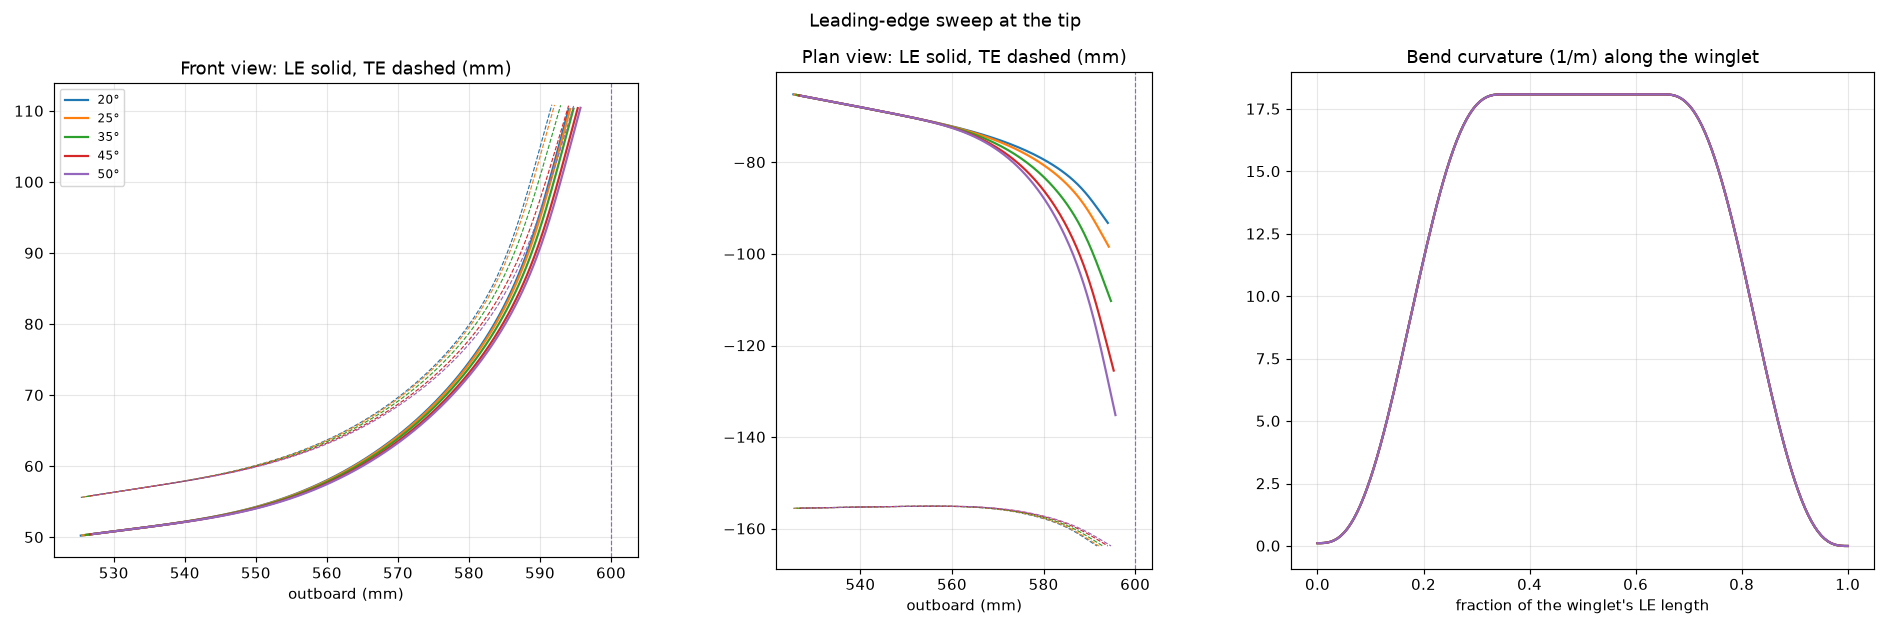 Leading-edge sweep at the tip
Front view: LE solid, TE dashed (mm)
20°
25°
35°
45°
50°
110
100
90
80
70
60
50
530 540 550 560 570 580 590 600
outboard (mm)
Plan view: LE solid, TE dashed (mm)
−80
−100
−120
−140
−160
540 560 580 600
outboard (mm)
Bend curvature (1/m) along the winglet
17.5
15.0
12.5
10.0
7.5
5.0
2.5
0.0
0.0 0.2 0.4 0.6 0.8 1.0
fraction of the winglet's LE length